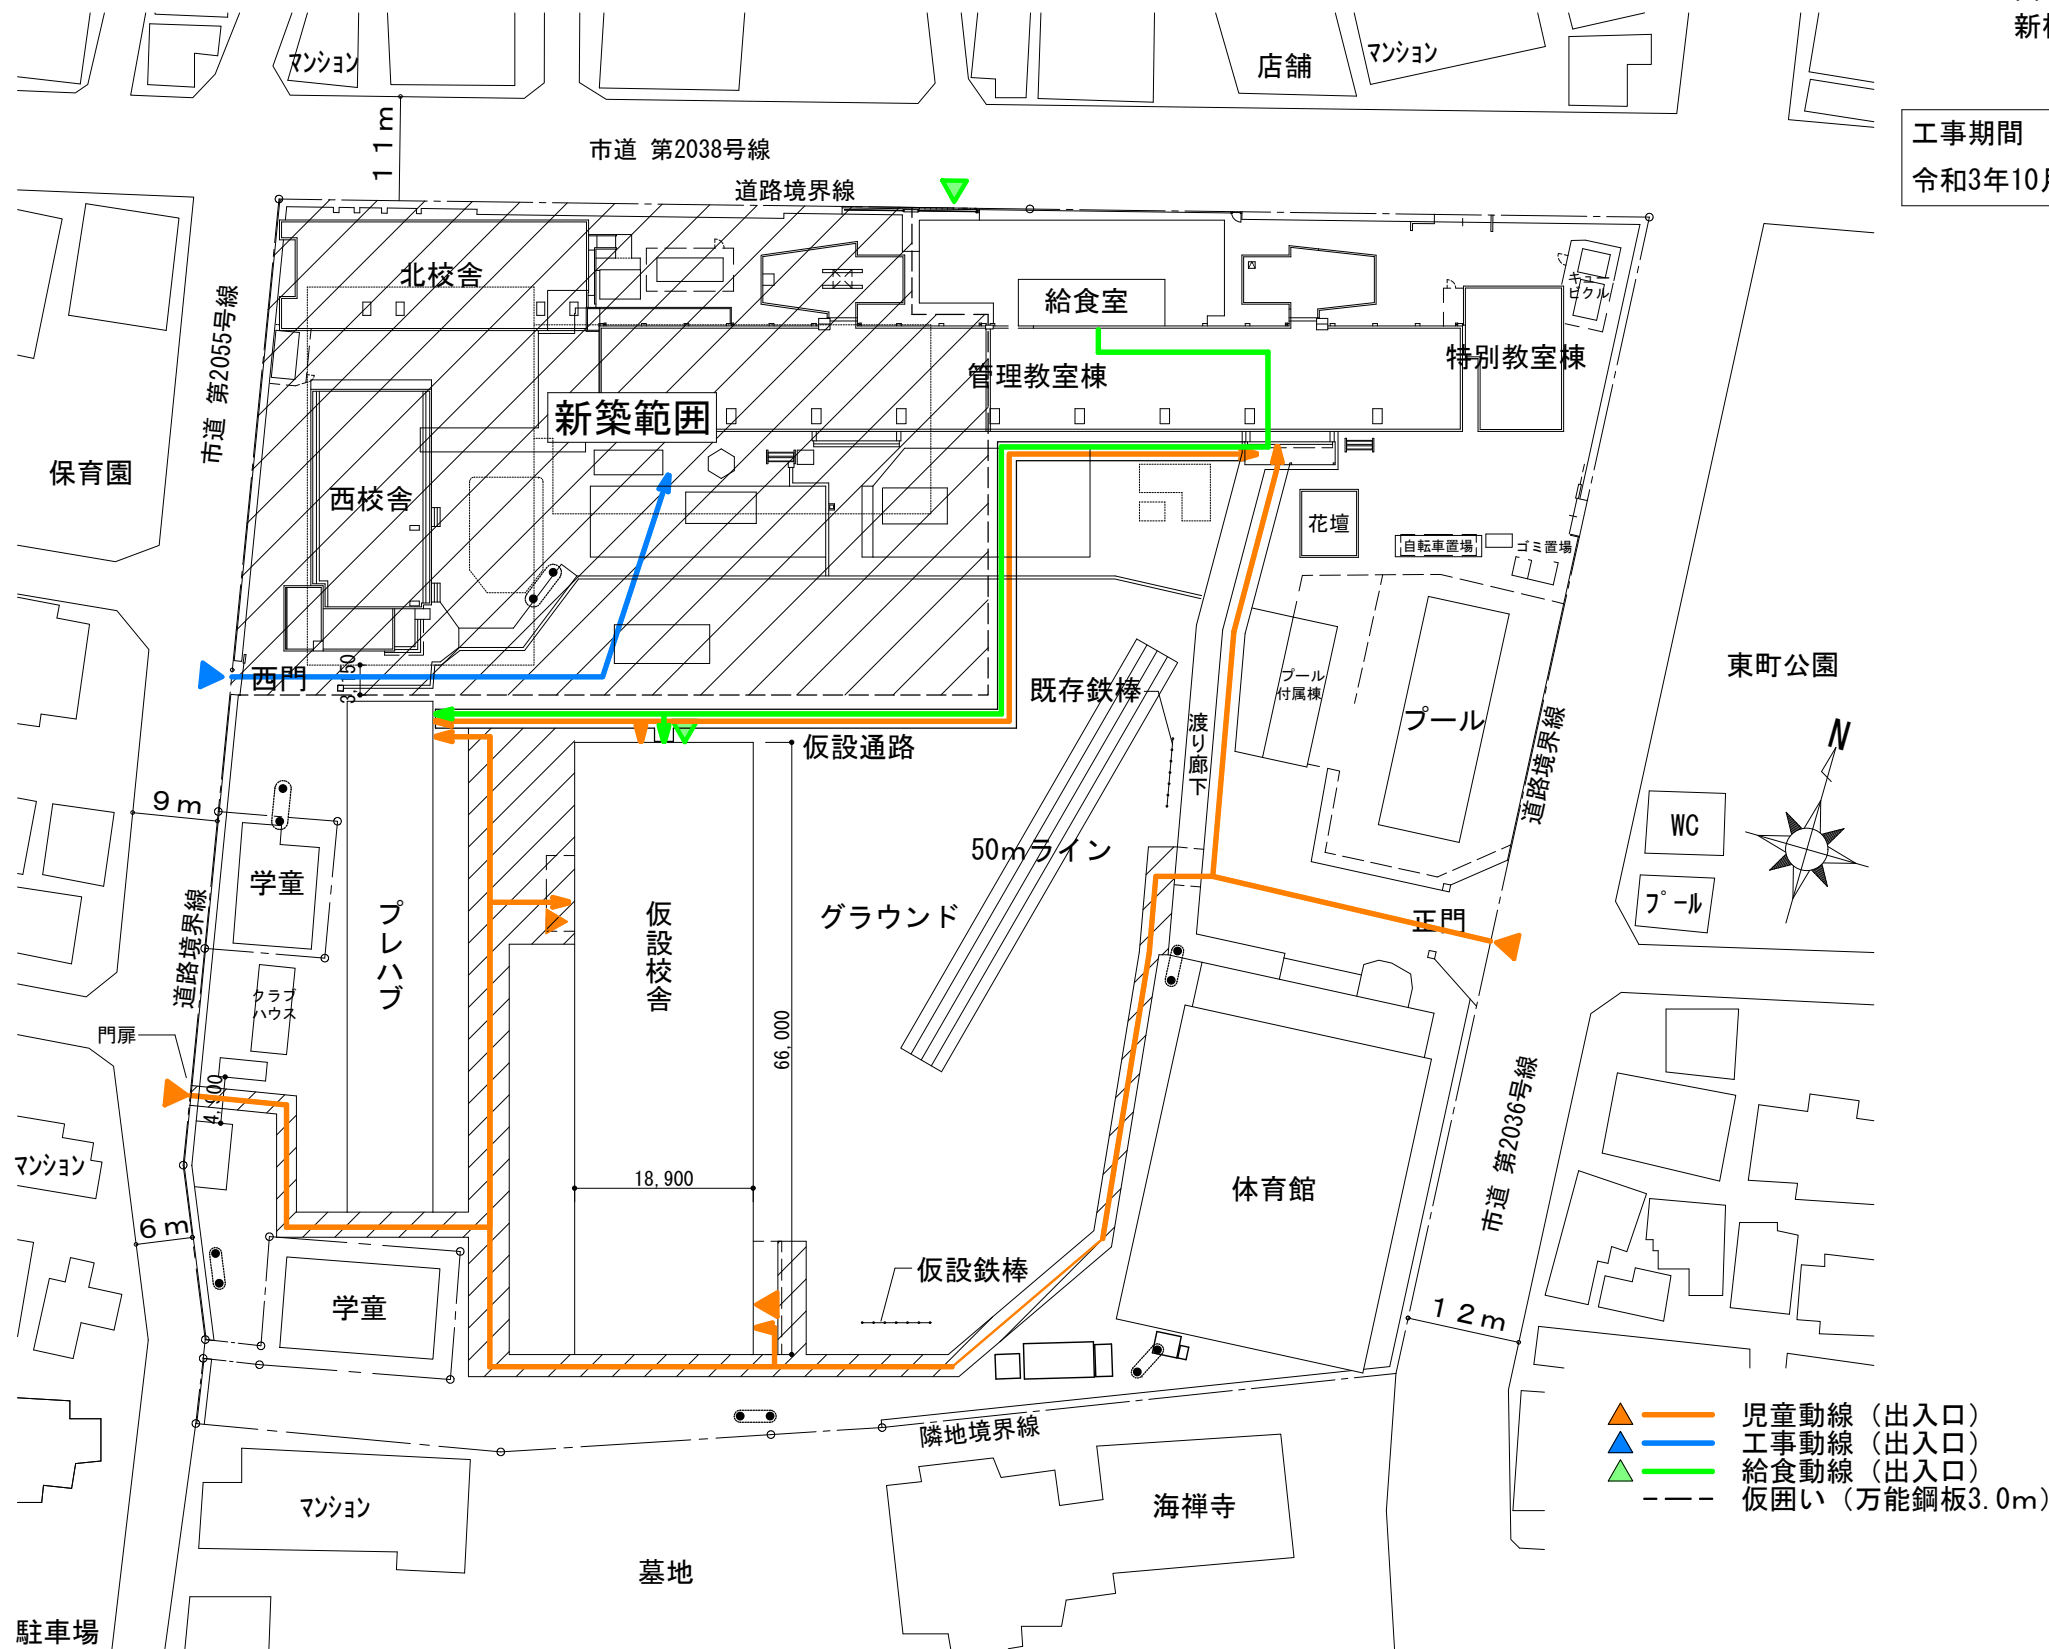 マンション
店舗
マンション
11m
市道 第2038号線
道路境界線
工事期間
令和3年10月
北校舎
給食室
キュー
ビクル
市道 第2055号線
管理教室棟
特別教室棟
新築範囲
保育園
西校舎
花壇
自転車置場
ゴミ置場
西門
3,150
既存鉄棒
プール
付属棟
プール
東町公園
仮設通路
渡り廊下
道路境界線
N
9m
WC
50mライン
学童
プール
プレハブ
仮設校舎
グラウンド
正門
道路境界線
クラブ
ハウス
門扉
66,000
4,900
市道 第2036号線
マンション
18,900
体育館
6m
仮設鉄棒
学童
12m
隣地境界線
児童動線（出入口）
工事動線（出入口）
給食動線（出入口）
仮囲い（万能鋼板3.0m）
マンション
海禅寺
墓地
駐車場